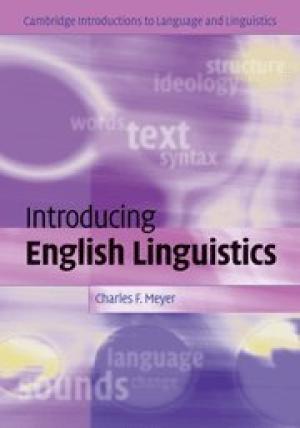 Cambridge Introductions to Language and Linguistics
structure
ideology
words
text
syntax
Introducing
English Linguistics
Charles F. Meyer
language
change
sounds